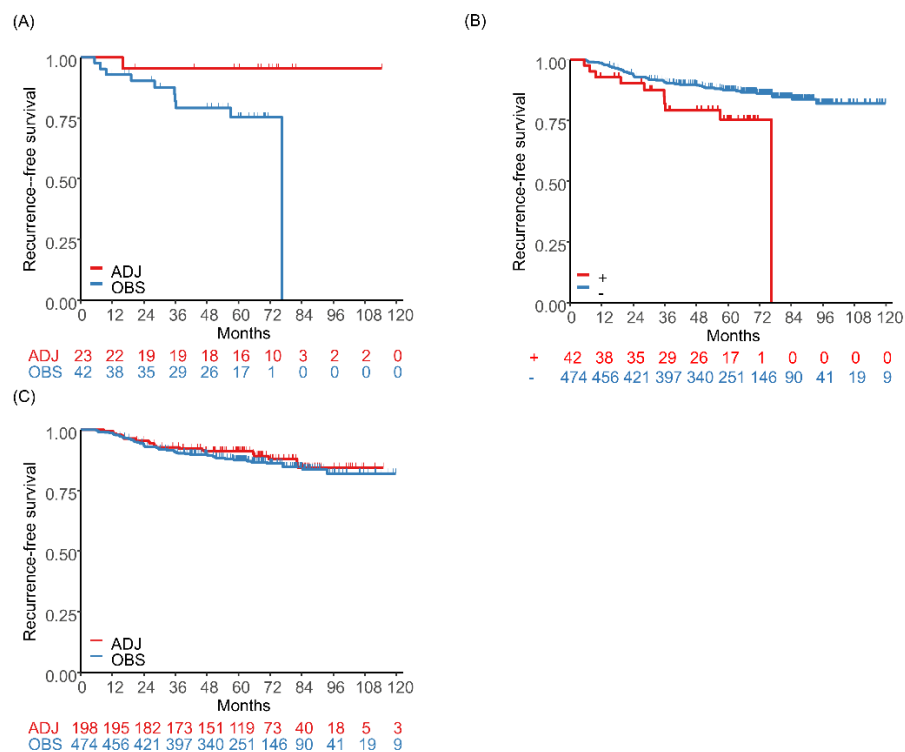 (A)
Recurrence--free survival
1.00
0.75
0.50
0.25
0.00
ADJ
OBS
0 12 24 36 48 60 72 84 96 108 120
Months
ADJ 23 22 19 19 18 16 10 3 2 2 0
OBS 42 38 35 29 26 17 1 0 0 0 0
(B)
Recurrence-free survival
1.00
0.75
0.50
0.25
0.00
+
-
0 12 24 36 48 60 72 84 96 108 120
Months
+ 42 38 35 29 26 17 1 0 0 0 0
- 474 456 421 397 340 251 146 90 41 19 9
(C)
Recurrence-free survival
1.00
0.75
0.50
0.25
0.00
ADJ
OBS
0 12 24 36 48 60 72 84 96 108 120
Months
ADJ 198 195 182 173 151 119 73 40 18 5 3
OBS 474 456 421 397 340 251 146 90 41 19 9